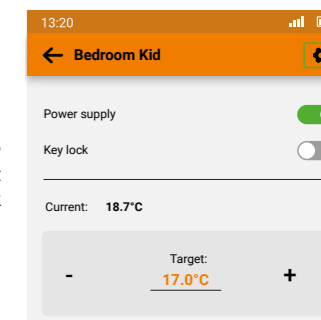 13:20
Bedroom Kid
Power supply
Key lock
Current: 18.7°C
Target:
- 17.0°C +